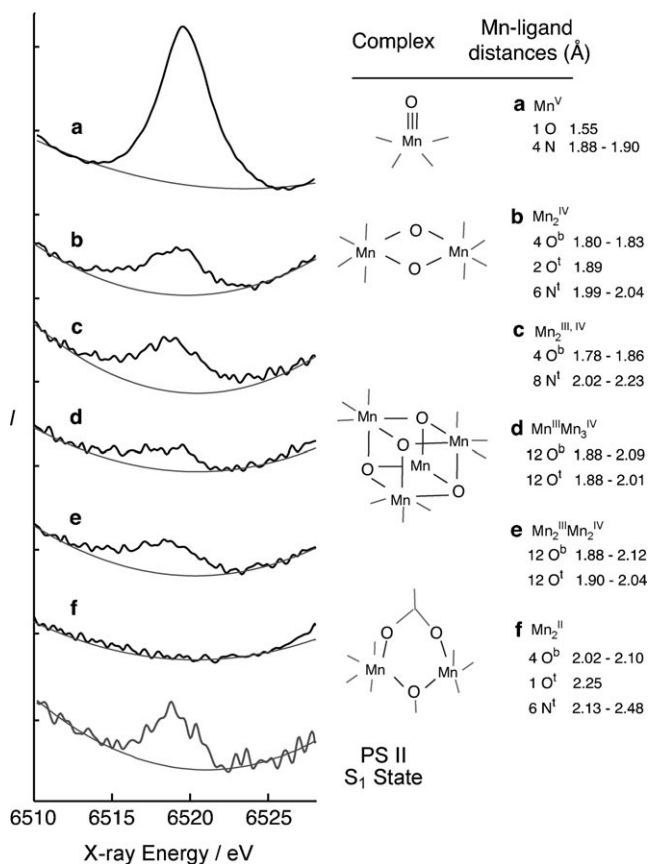 Complex
Mn-ligand
distances (Å)
a
O
Mn
a Mn^V
1 O 1.55
4 N 1.88 - 1.90
b
Mn O Mn
O
b Mn₂^IV
4 O^b 1.80 - 1.83
2 O^t 1.89
6 N^t 1.99 - 2.04
c
c Mn₂^III, IV
4 O^b 1.78 - 1.86
8 N^t 2.02 - 2.23
I
d
Mn O
O Mn
O Mn
Mn O
d Mn^III Mn₃^IV
12 O^b 1.88 - 2.09
12 O^t 1.88 - 2.01
e
e Mn₂^III Mn₂^IV
12 O^b 1.88 - 2.12
12 O^t 1.90 - 2.04
f
O O
Mn Mn
O
f Mn₂^II
4 O^b 2.02 - 2.10
1 O^t 2.25
6 N^t 2.13 - 2.48
PS II
S₁ State
6510 6515 6520 6525
X-ray Energy / eV